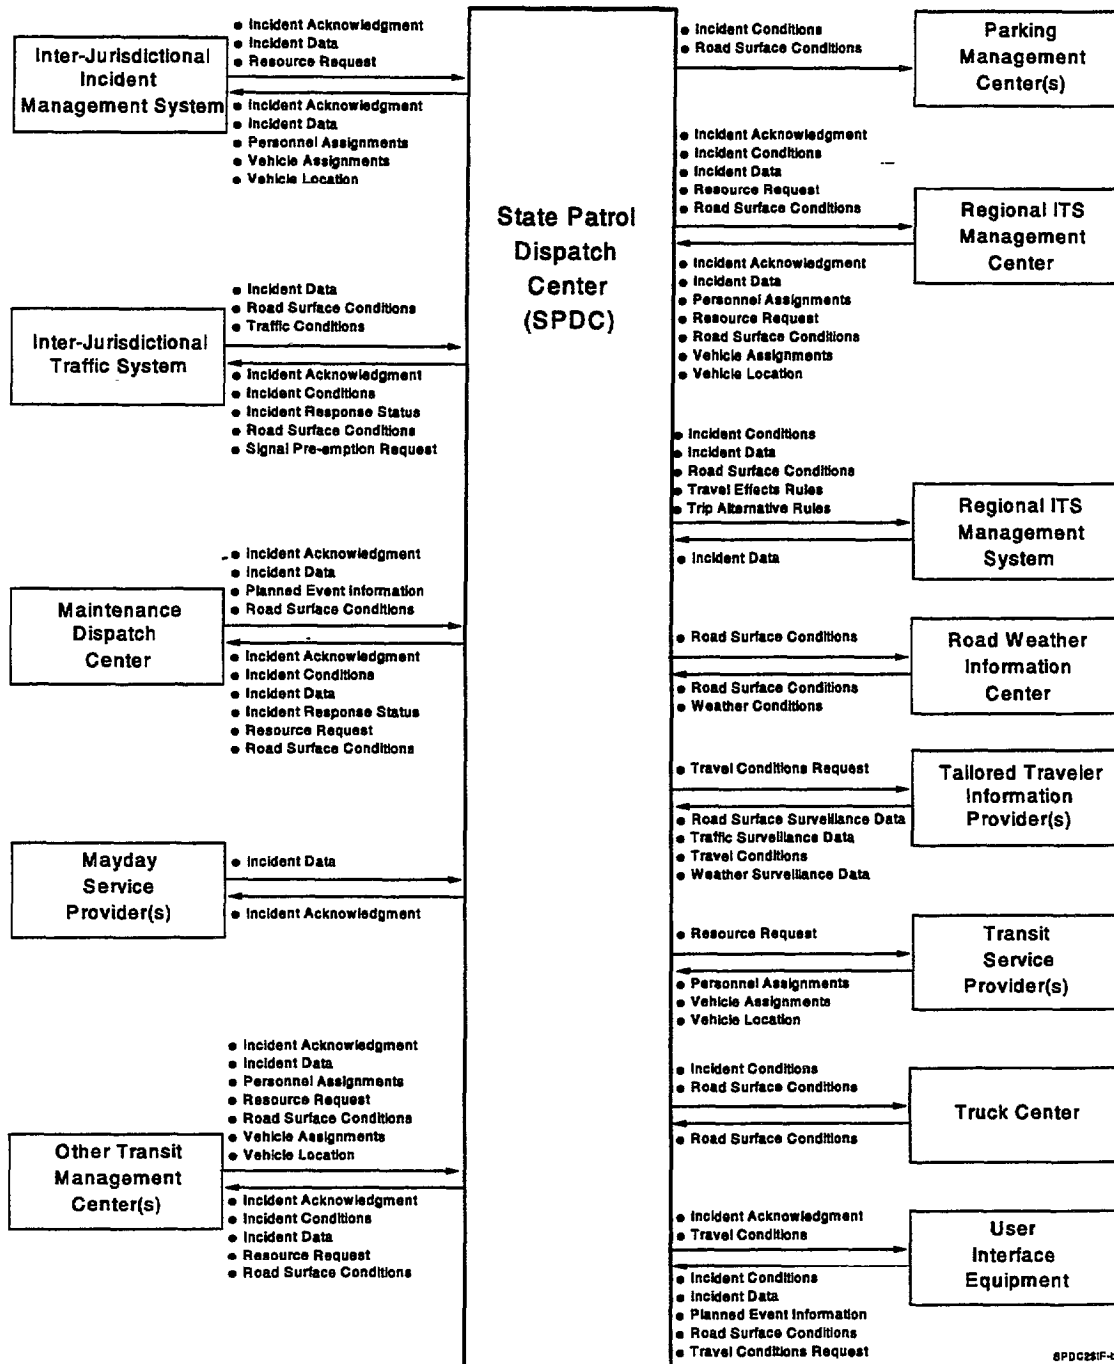 ● Incident Acknowledgment
● Incident Data
● Resource Request
Inter-Jurisdictional
Incident
Management System
● Incident Acknowledgment
● Incident Data
● Personnel Assignments
● Vehicle Assignments
● Vehicle Location
● Incident Data
● Road Surface Conditions
● Traffic Conditions
Inter-Jurisdictional
Traffic System
● Incident Acknowledgment
● Incident Conditions
● Incident Response Status
● Road Surface Conditions
● Signal Pre-emption Request
● Incident Acknowledgment
● Incident Data
● Planned Event Information
● Road Surface Conditions
Maintenance
Dispatch
Center
● Incident Acknowledgment
● Incident Conditions
● Incident Data
● Incident Response Status
● Resource Request
● Road Surface Conditions
● Incident Data
Mayday
Service
Provider(s)
● Incident Acknowledgment
● Incident Acknowledgment
● Incident Data
● Personnel Assignments
● Resource Request
● Road Surface Conditions
● Vehicle Assignments
● Vehicle Location
Other Transit
Management
Center(s)
● Incident Acknowledgment
● Incident Conditions
● Incident Data
● Resource Request
● Road Surface Conditions
State Patrol
Dispatch
Center
(SPDC)
● Incident Conditions
● Road Surface Conditions
Parking
Management
Center(s)
● Incident Acknowledgment
● Incident Conditions
● Incident Data
● Resource Request
● Road Surface Conditions
Regional ITS
Management
Center
● Incident Acknowledgment
● Incident Data
● Personnel Assignments
● Resource Request
● Road Surface Conditions
● Vehicle Assignments
● Vehicle Location
● Incident Conditions
● Incident Data
● Road Surface Conditions
● Travel Effects Rules
● Trip Alternative Rules
Regional ITS
Management
System
● Incident Data
● Road Surface Conditions
Road Weather
Information
Center
● Road Surface Conditions
● Weather Conditions
● Travel Conditions Request
Tailored Traveler
Information
Provider(s)
● Road Surface Surveillance Data
● Traffic Surveillance Data
● Travel Conditions
● Weather Surveillance Data
● Resource Request
Transit
Service
Provider(s)
● Personnel Assignments
● Vehicle Assignments
● Vehicle Location
● Incident Conditions
● Road Surface Conditions
Truck Center
● Road Surface Conditions
● Incident Acknowledgment
● Travel Conditions
User
Interface
Equipment
● Incident Conditions
● Incident Data
● Planned Event Information
● Road Surface Conditions
● Travel Conditions Request